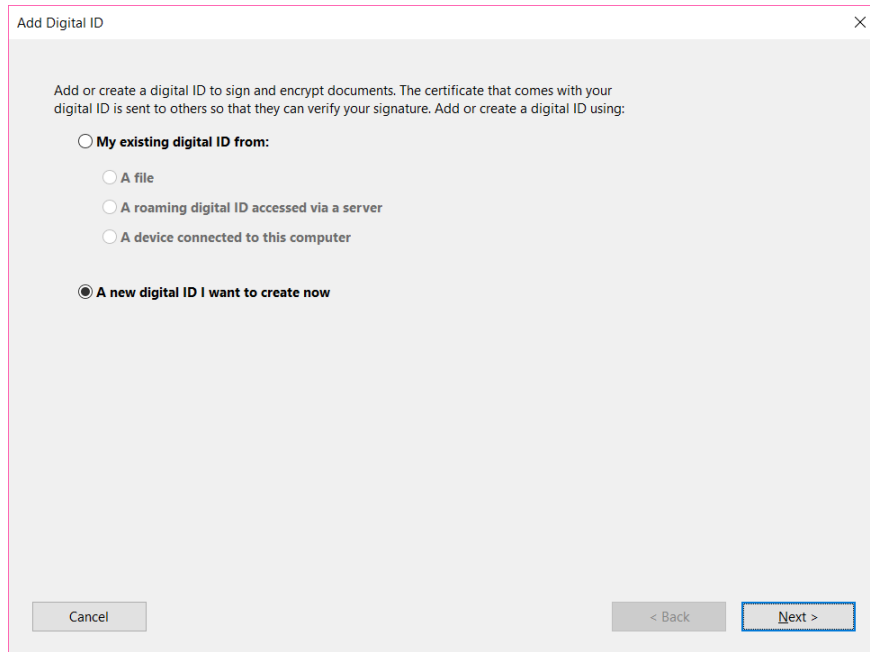 Add Digital ID
Add or create a digital ID to sign and encrypt documents. The certificate that comes with your
digital ID is sent to others so that they can verify your signature. Add or create a digital ID using:
My existing digital ID from:
A file
A roaming digital ID accessed via a server
A device connected to this computer
A new digital ID I want to create now
Cancel
< Back
Next >